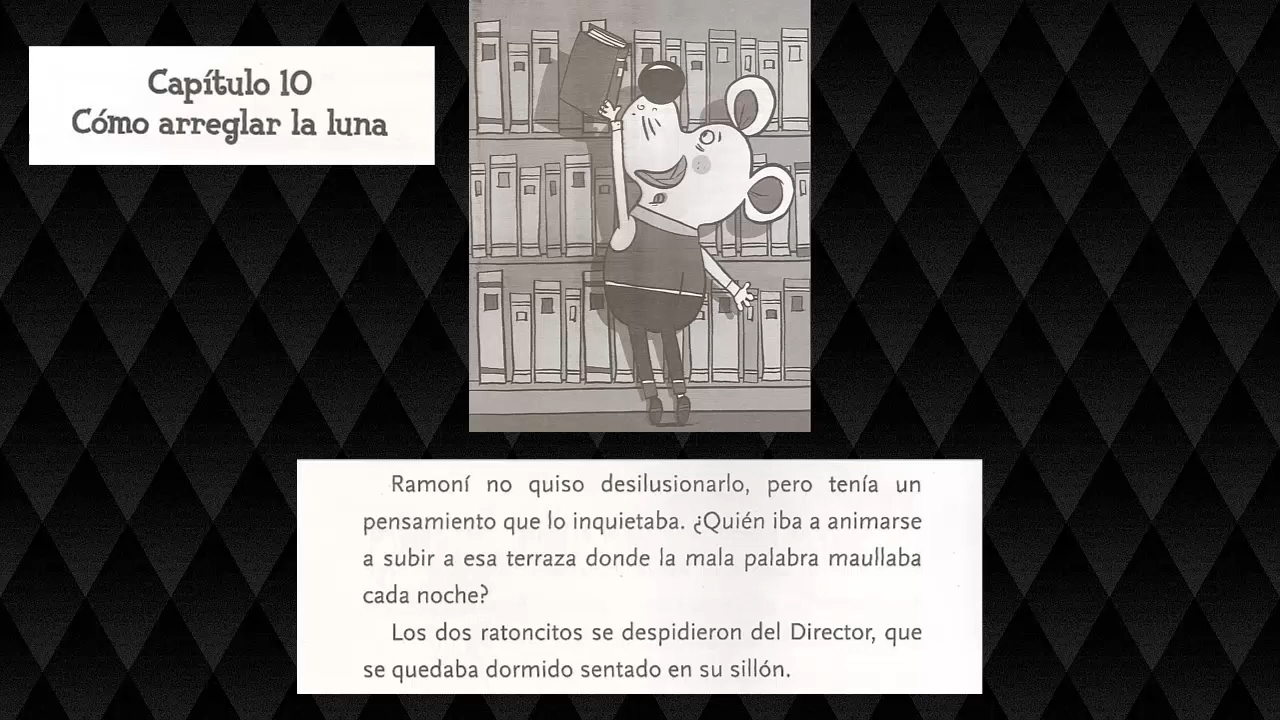 Capítulo 10
Cómo arreglar la luna
Ramoní no quiso desilusionarlo, pero tenía un
pensamiento que lo inquietaba. ¿Quién iba a animarse
a subir a esa terraza donde la mala palabra maullaba
cada noche?
Los dos ratoncitos se despidieron del Director, que
se quedaba dormido sentado en su sillón.